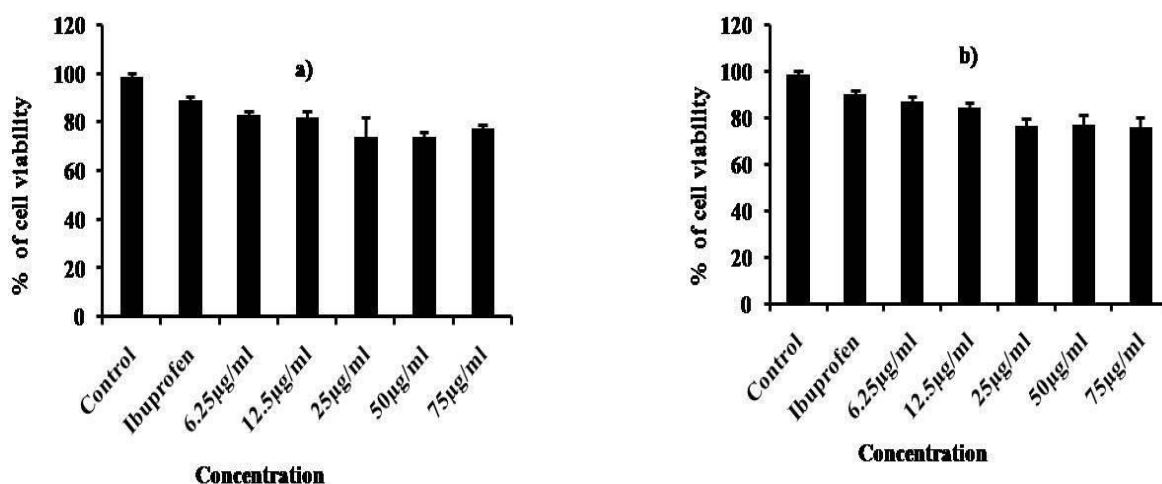 a)
% of cell viability
120
100
80
60
40
20
0
Control
Ibuprofen
6.25µg/ml
12.5µg/ml
25µg/ml
50µg/ml
75µg/ml
Concentration
b)
% of cell viability
120
100
80
60
40
20
0
Control
Ibuprofen
6.25µg/ml
12.5µg/ml
25µg/ml
50µg/ml
75µg/ml
Concentration